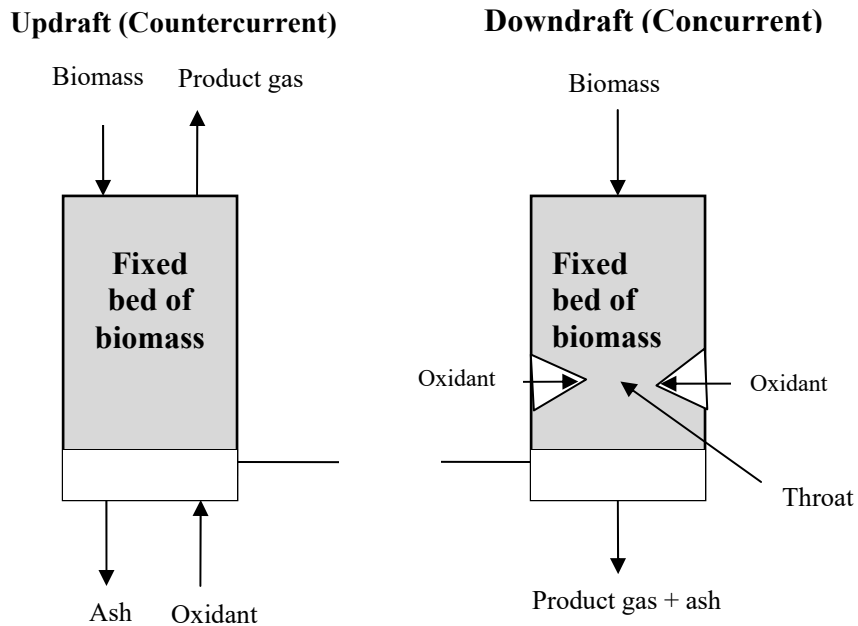 Updraft (Countercurrent)
Biomass Product gas
Fixed
bed of
biomass
Ash Oxidant
Downdraft (Concurrent)
Biomass
Fixed
bed of
biomass
Oxidant
Oxidant
Throat
Product gas + ash